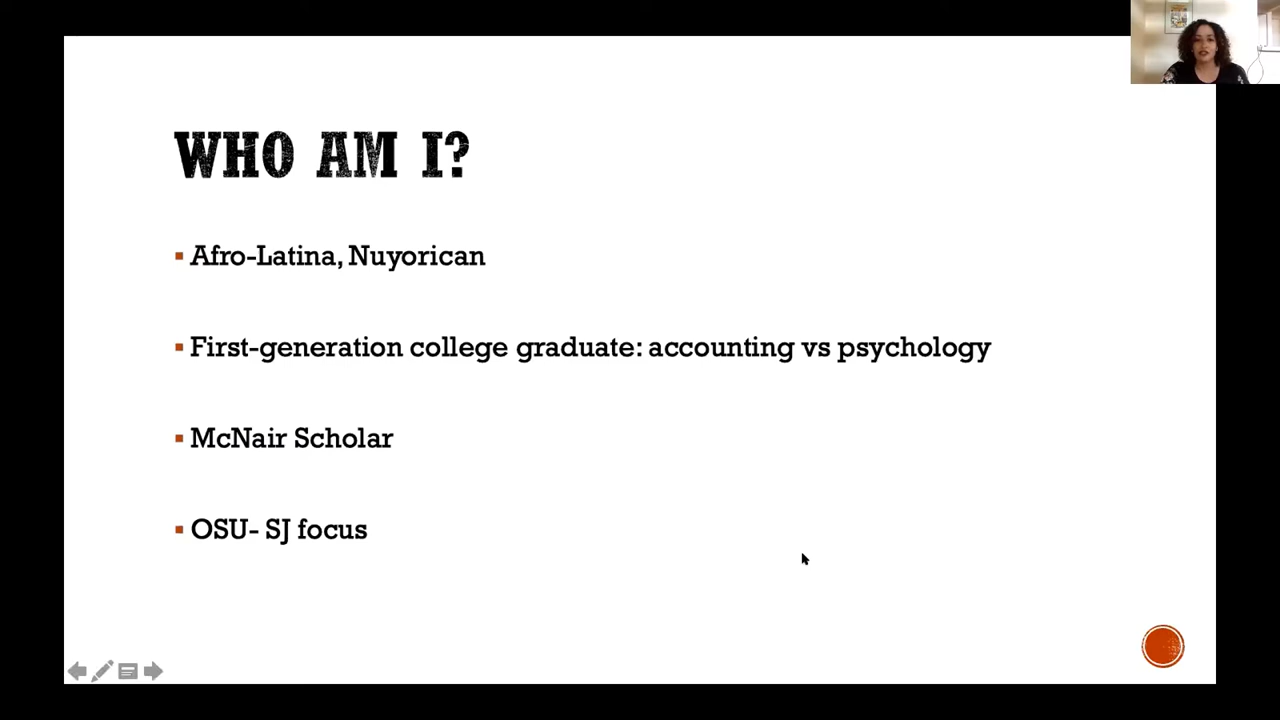 WHO AM I?
Afro-Latina, Nuyorican
First-generation college graduate: accounting vs psychology
McNair Scholar
OSU- SJ focus